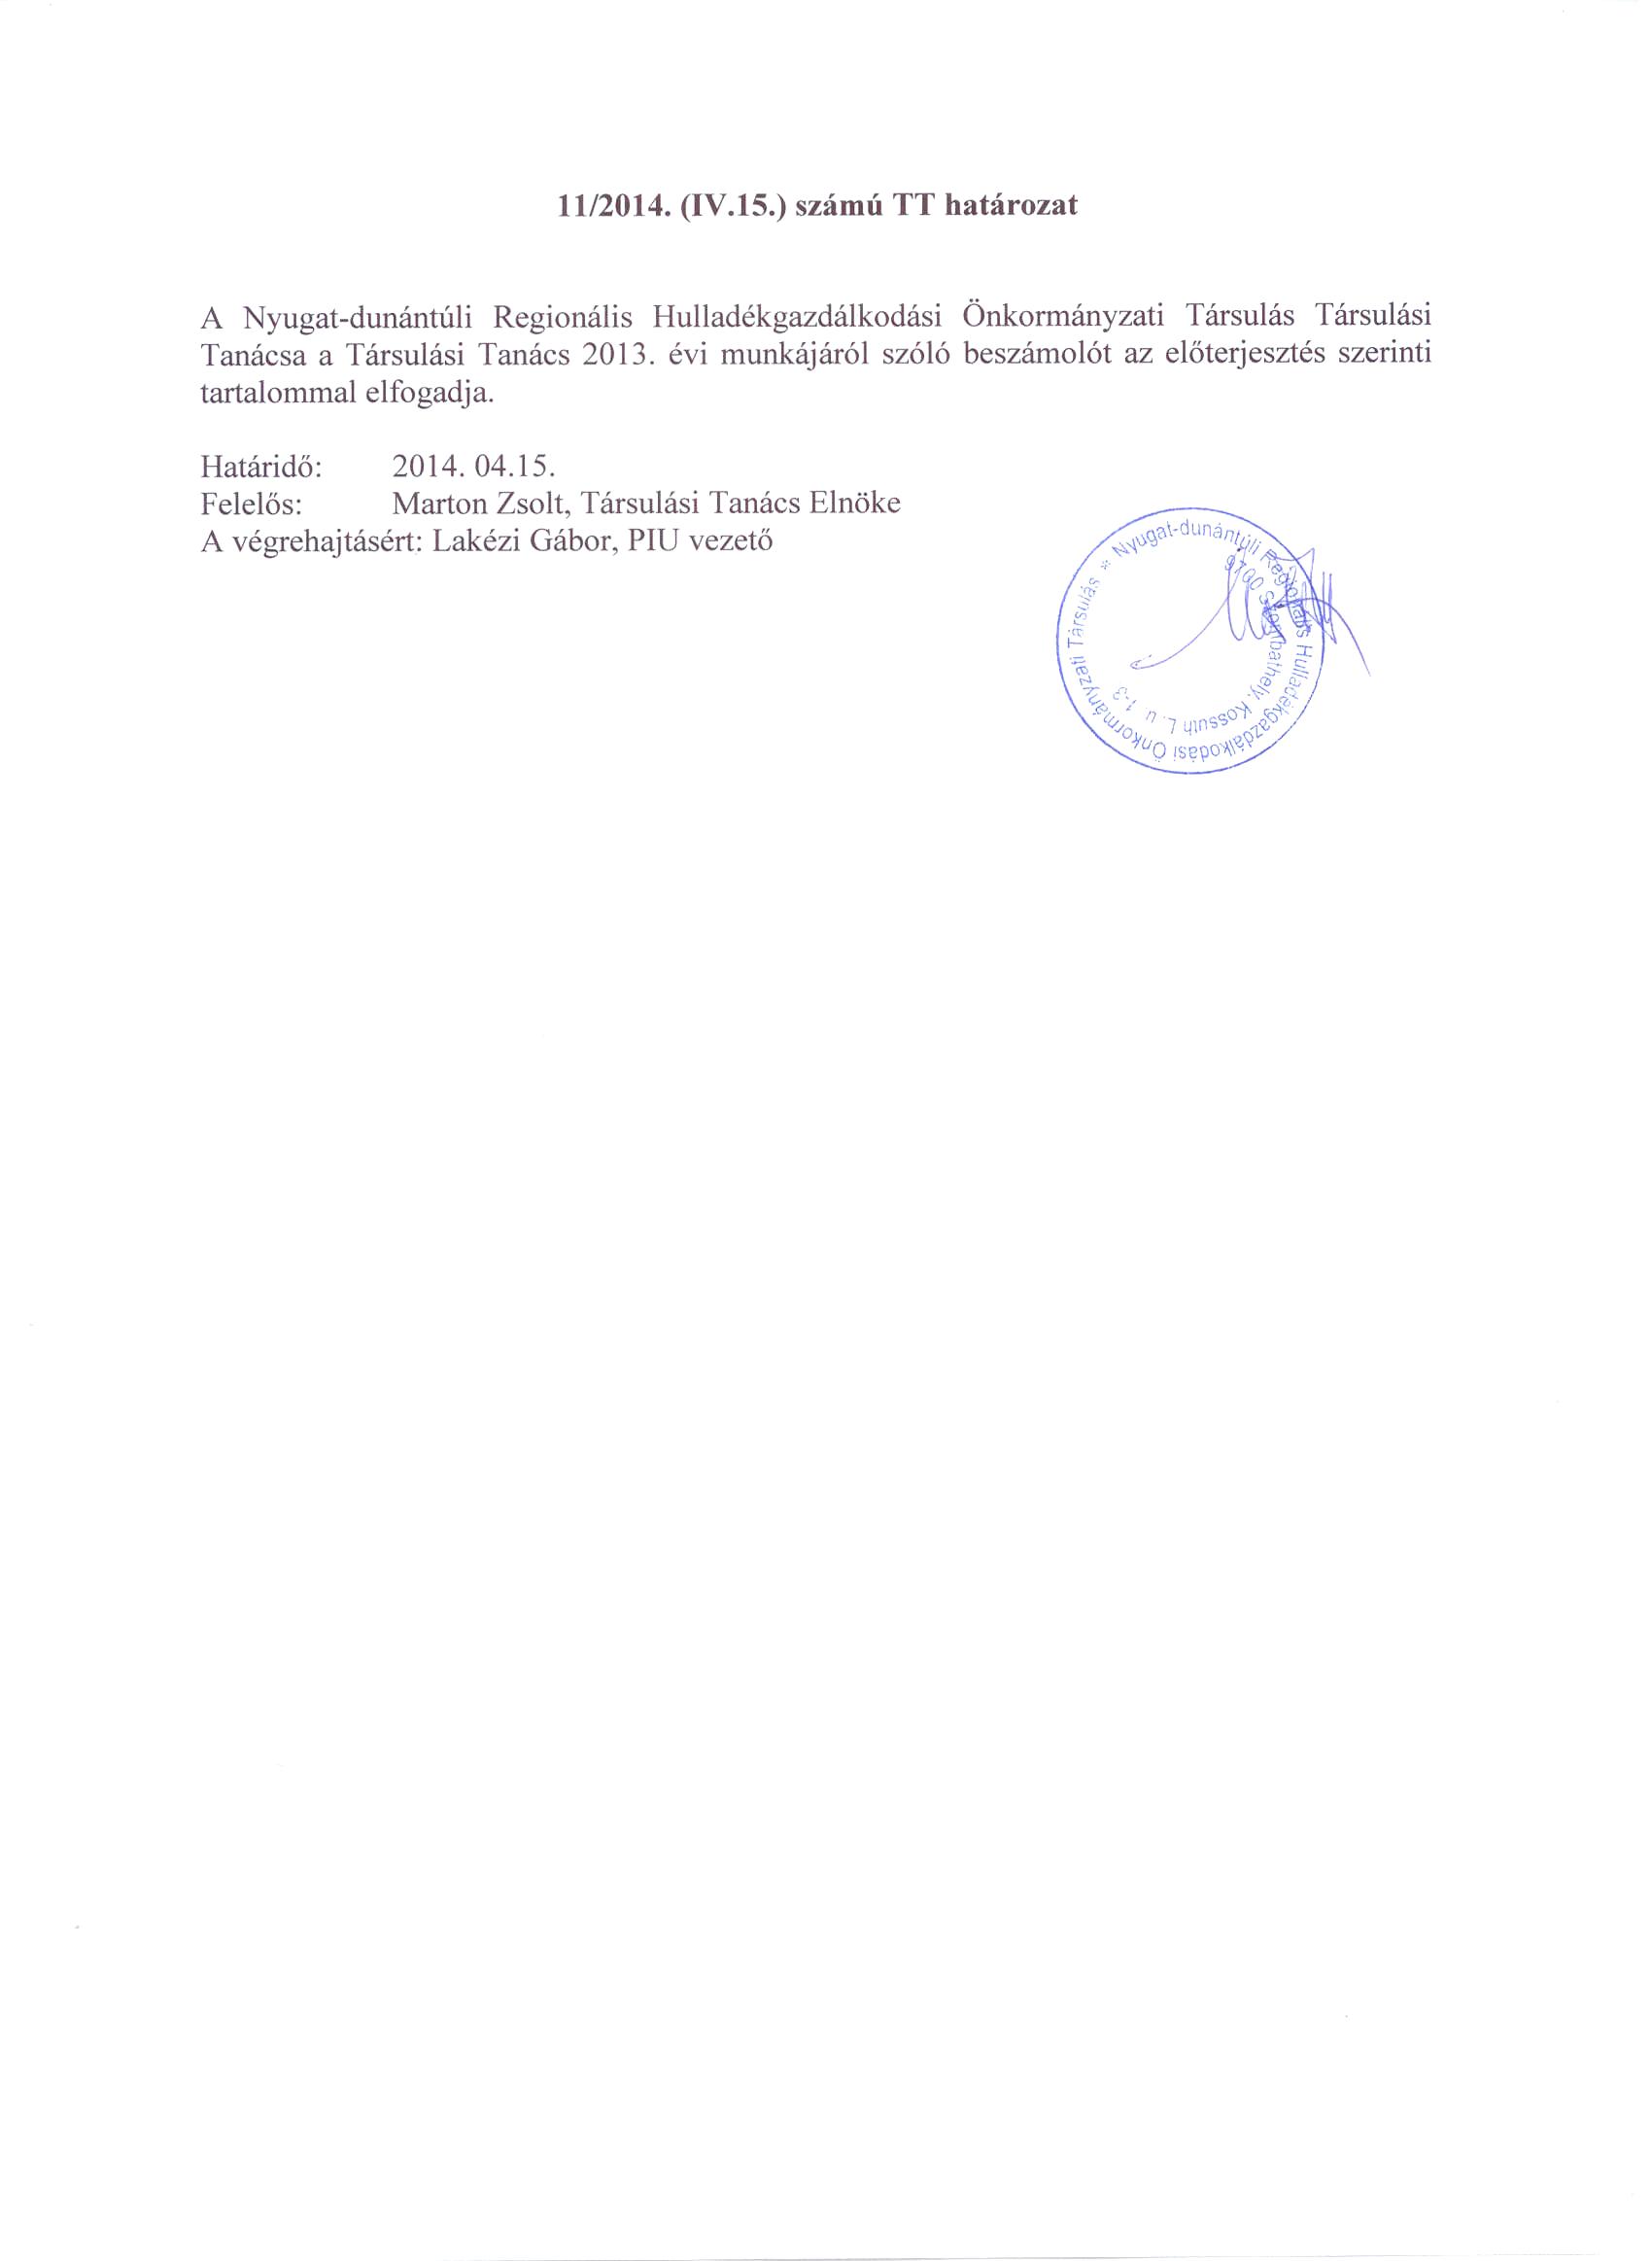 11/2014. (IV.15.) számú TT határozat
A Nyugat-dunántúli Regionális Hulladékgazdálkodási Önkormányzati Társulás Társulási
Tanácsa a Társulási Tanács 2013. évi munkájáról szóló beszámolót az előterjesztés szerinti
tartalommal elfogadja.
Határidő: 2014. 04.15.
Felelős: Marton Zsolt, Társulási Tanács Elnöke
A végrehajtásért: Lakézi Gábor, PIU vezető
* Nyugat-dunántúli Regionális Hulladékgazdálkodási Önkormányzati Társulás
9700 Szombathely, Kossuth L. u. 1-3